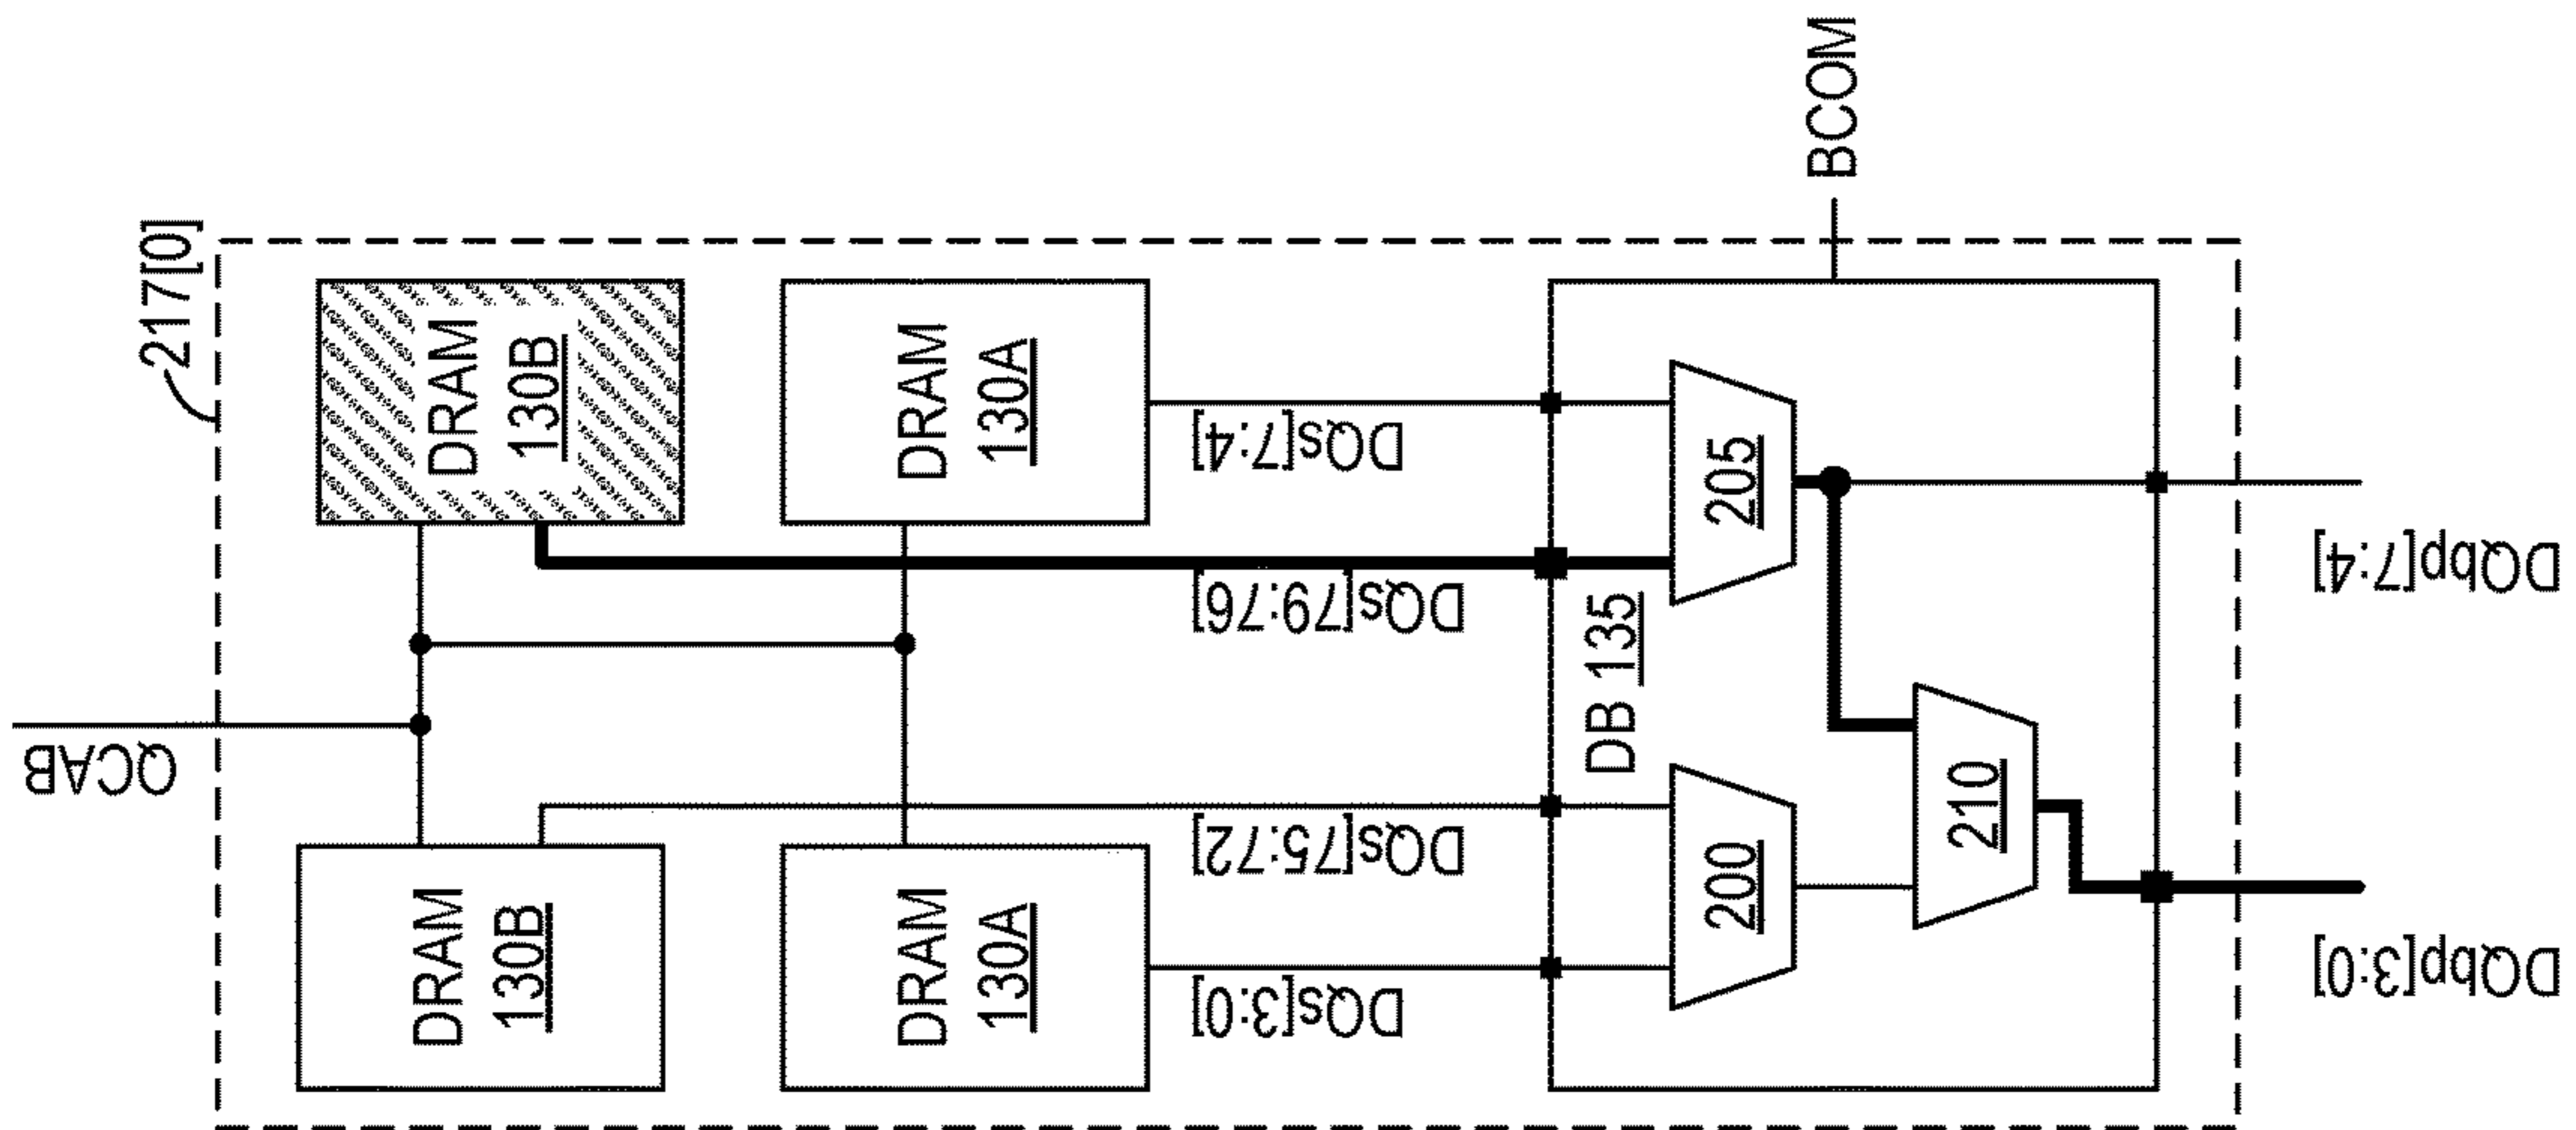 217[0]
BCOM
QCAB
DRAM
130B
DRAM
130A
DQs[7:4]
DQs[79:76]
DRAM
130B
DRAM
130A
DQs[75:72]
DQs[3:0]
DB 135
205
200
210
DQbp[7:4]
DQbp[3:0]